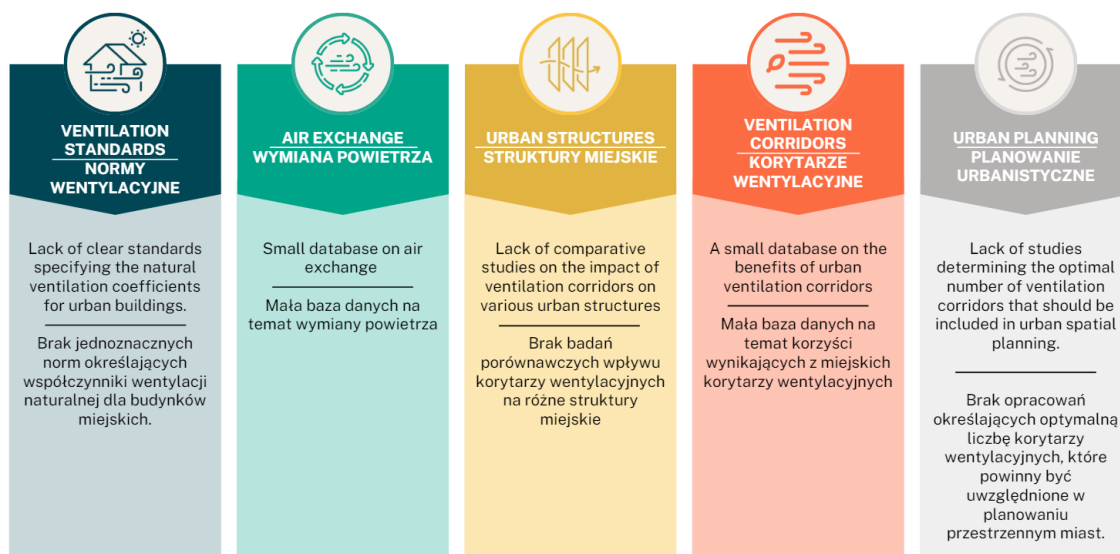 VENTILATION
STANDARDS
NORMY
WENTYLACYJNE
Lack of clear standards
specifying the natural
ventilation coefficients
for urban buildings.
Brak jednoznacznych
norm określających
współczynniki wentylacji
naturalnej dla budynków
miejskich.
AIR EXCHANGE
WYMIANA POWIETRZA
Small database on air
exchange
Mała baza danych na
temat wymiany powietrza
URBAN STRUCTURES
STRUKTURY MIEJSKIE
Lack of comparative
studies on the impact of
ventilation corridors on
various urban structures
Brak badań
porównawczych wpływu
korytarzy wentylacyjnych
na różne struktury
miejskie
VENTILATION
CORRIDORS
KORYTARZE
WENTYLACYJNE
A small database on the
benefits of urban
ventilation corridors
Mała baza danych na
temat korzyści
wynikających z miejskich
korytarzy wentylacyjnych
URBAN PLANNING
PLANOWANIE
URBANISTYCZNE
Lack of studies
determining the optimal
number of ventilation
corridors that should be
included in urban spatial
planning.
Brak opracowań
określających optymalną
liczbę korytarzy
wentylacyjnych, które
powinny być
uwzględnione w
planowaniu
przestrzennym miast.